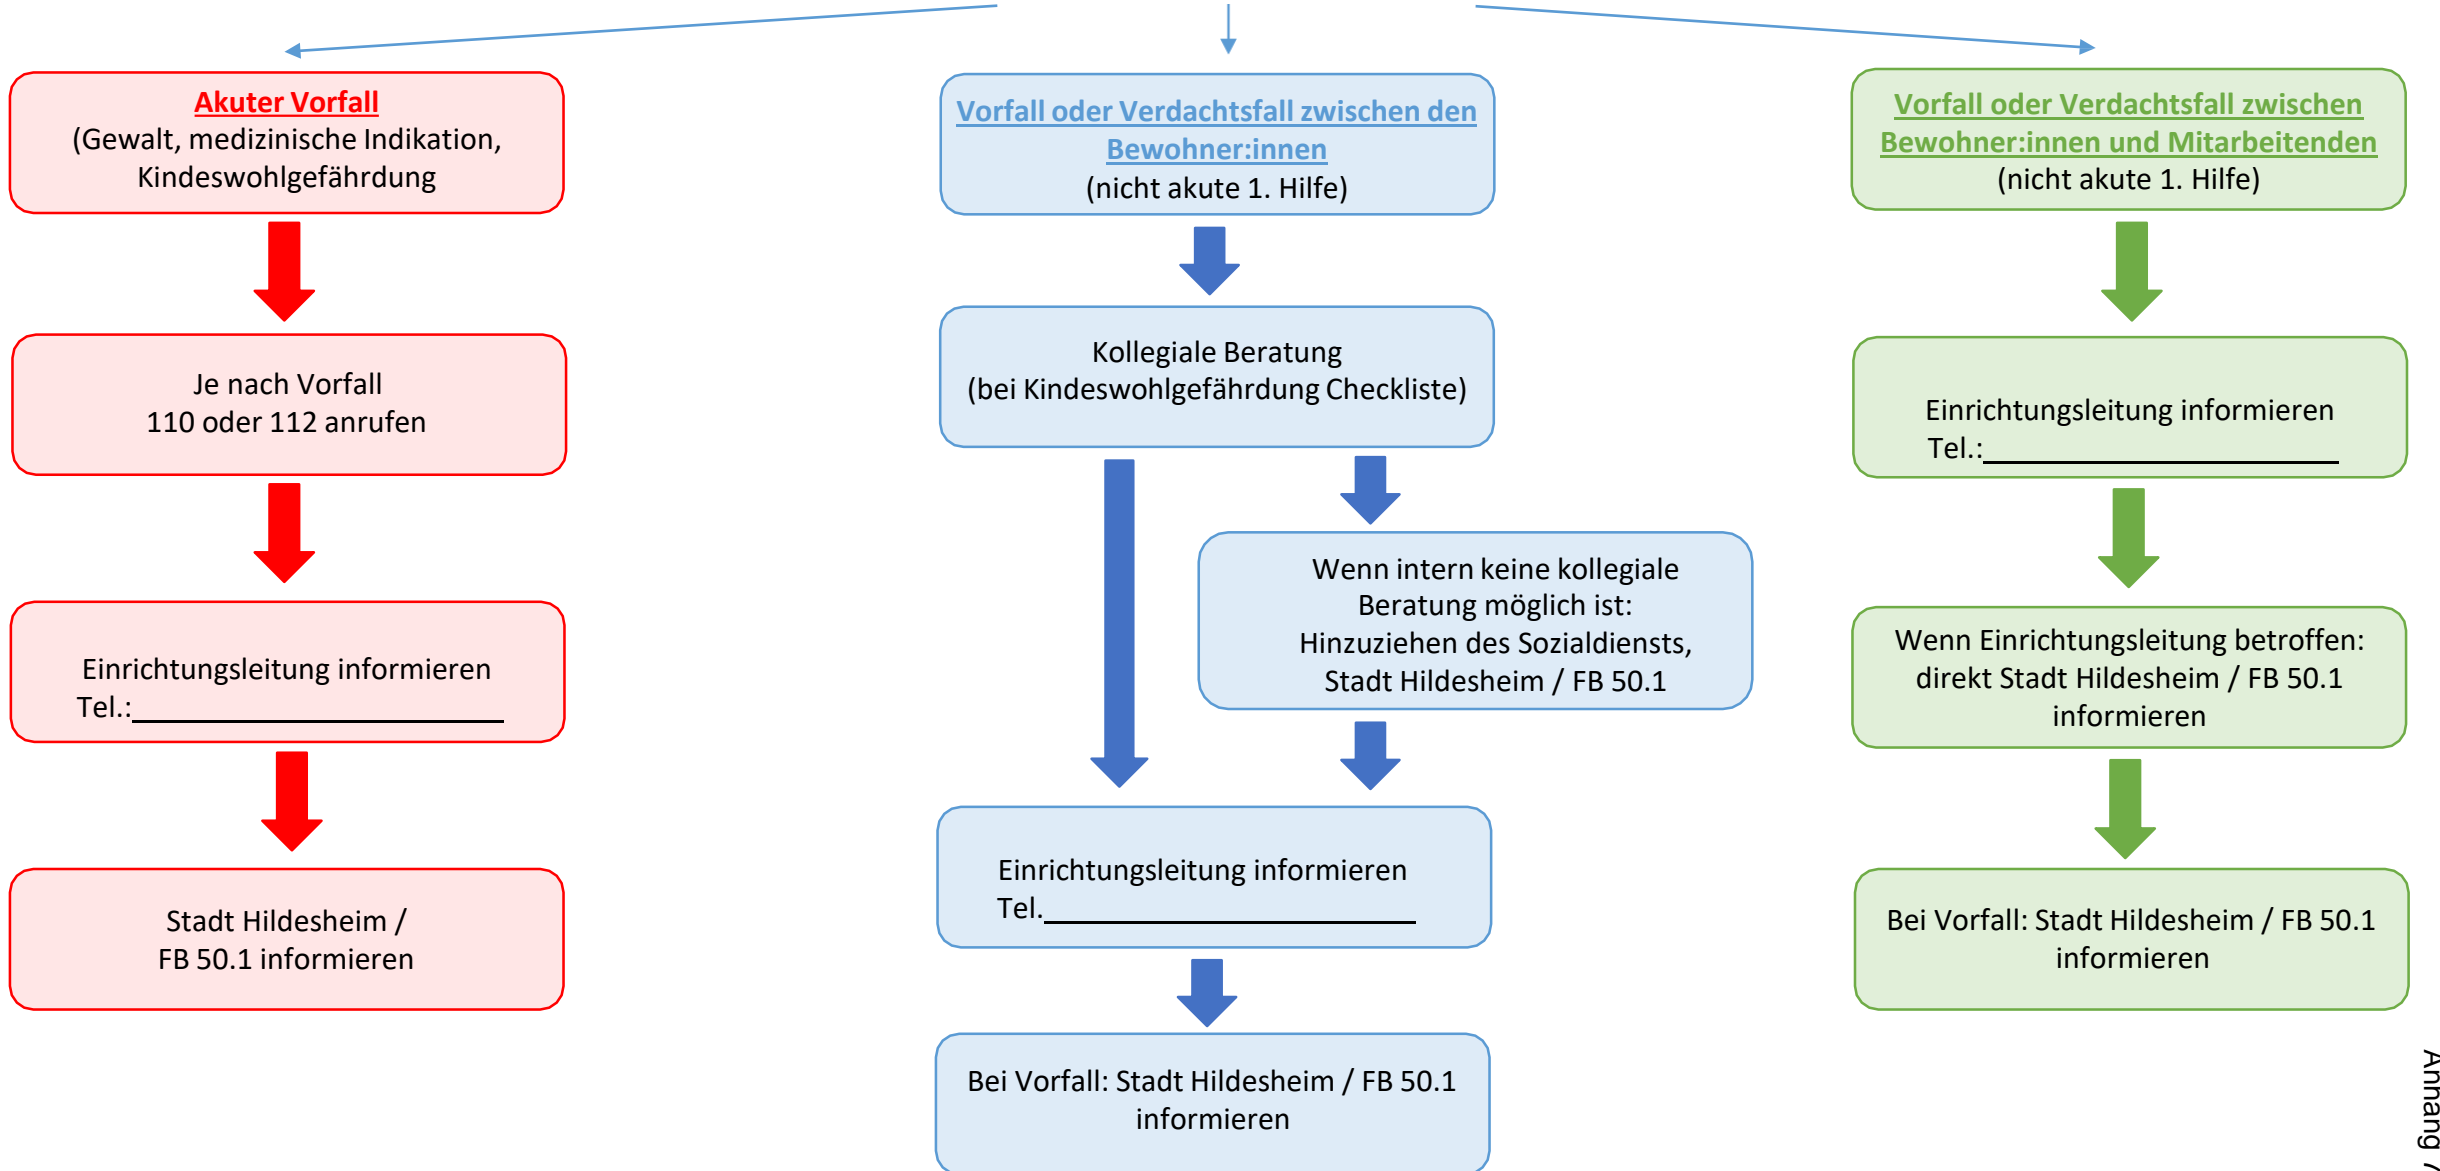 Akuter Vorfall
(Gewalt, medizinische Indikation,
Kindeswohlgefährdung
Je nach Vorfall
110 oder 112 anrufen
Einrichtungsleitung informieren
Tel.:
Stadt Hildesheim /
FB 50.1 informieren
Vorfall oder Verdachtsfall zwischen den
Bewohner:innen
(nicht akute 1. Hilfe)
Kollegiale Beratung
(bei Kindeswohlgefährdung Checkliste)
Wenn intern keine kollegiale
Beratung möglich ist:
Hinzuziehen des Sozialdiensts,
Stadt Hildesheim / FB 50.1
Einrichtungsleitung informieren
Tel.
Bei Vorfall: Stadt Hildesheim / FB 50.1
informieren
Vorfall oder Verdachtsfall zwischen
Bewohner:innen und Mitarbeitenden
(nicht akute 1. Hilfe)
Einrichtungsleitung informieren
Tel.:
Wenn Einrichtungsleitung betroffen:
direkt Stadt Hildesheim / FB 50.1
informieren
Bei Vorfall: Stadt Hildesheim / FB 50.1
informieren
Anhang